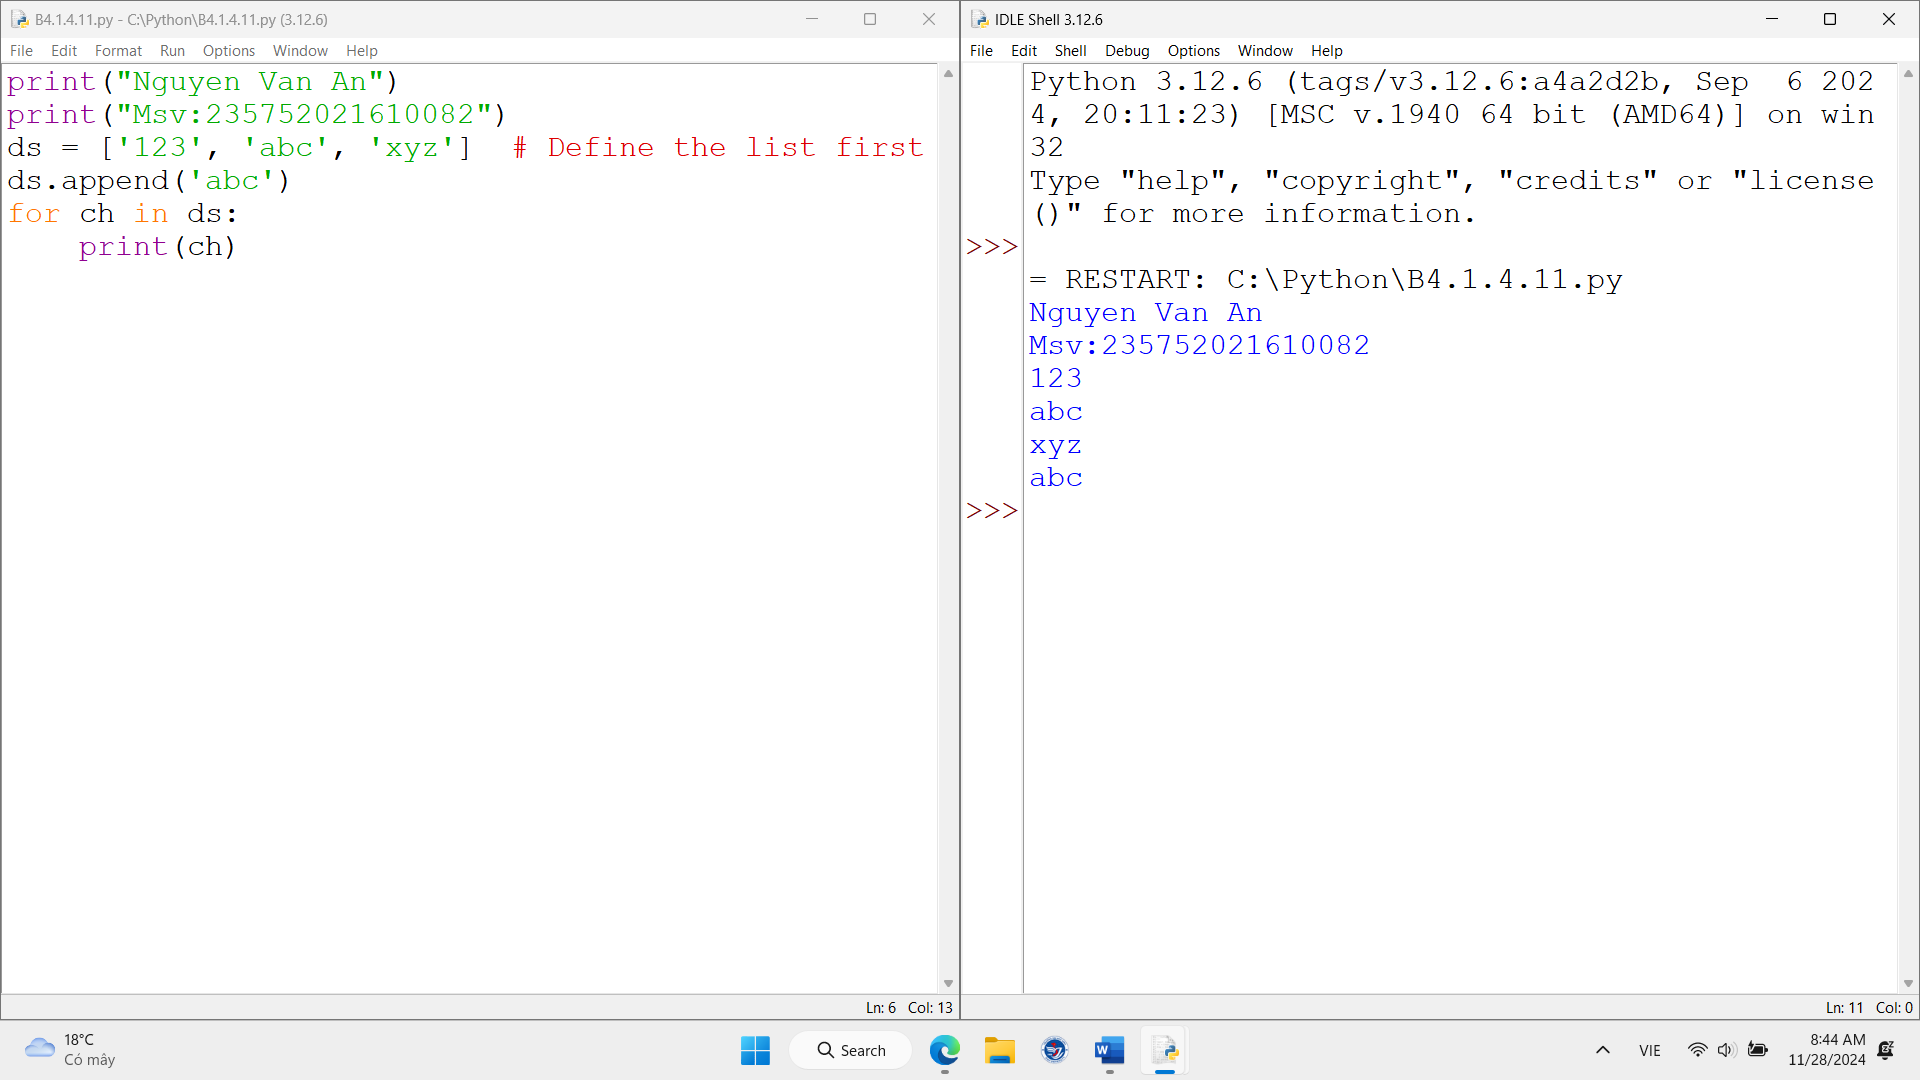 B4.1.4.11.py - C:\Python\B4.1.4.11.py (3.12.6)
File Edit Format Run Options Window Help
print("Nguyen Van An")
print("Msv:235752021610082")
ds = ['123', 'abc', 'xyz']  # Define the list first
ds.append('abc')
for ch in ds:
    print(ch)
Ln: 6 Col: 13
IDLE Shell 3.12.6
File Edit Shell Debug Options Window Help
Python 3.12.6 (tags/v3.12.6:a4a2d2b, Sep  6 202
4, 20:11:23) [MSC v.1940 64 bit (AMD64)] on win
32
Type "help", "copyright", "credits" or "license
()" for more information.
>>>
= RESTART: C:\Python\B4.1.4.11.py
Nguyen Van An
Msv:235752021610082
123
abc
xyz
abc
>>>
Ln: 11 Col: 0
18°C
Có mây
Search
W
VIE
8:44 AM
11/28/2024